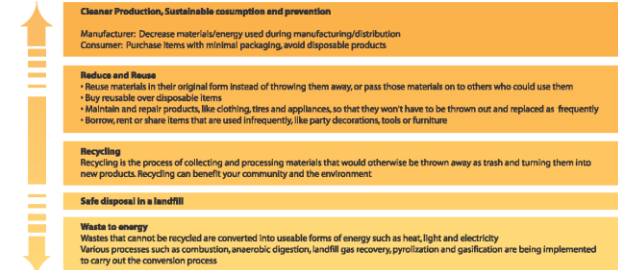 Cleaner Production, Sustainable cosumption and prevention
Manufacturer: Decrease materials/energy used during manufacturing/distribution
Consumer: Purchase items with minimal packaging, avoid disposable products
Reduce and Reuse
• Reuse materials in their original form instead of throwing them away, or pass those materials on to others who could use them
• Buy reusable over disposable items
• Maintain and repair products, like clothing, tires and appliances, so that they won't have to be thrown out and replaced as frequently
• Borrow, rent or share items that are used infrequently, like party decorations, tools or furniture
Recycling
Recycling is the process of collecting and processing materials that would otherwise be thrown away as trash and turning them into
new products. Recycling can benefit your community and the environment
Safe disposal in a landfill
Waste to energy
Wastes that cannot be recycled are converted into useable forms of energy such as heat, light and electricity
Various processes such as combustion, anaerobic digestion, landfill gas recovery, pyrolization and gasification are being implemented
to carry out the conversion process